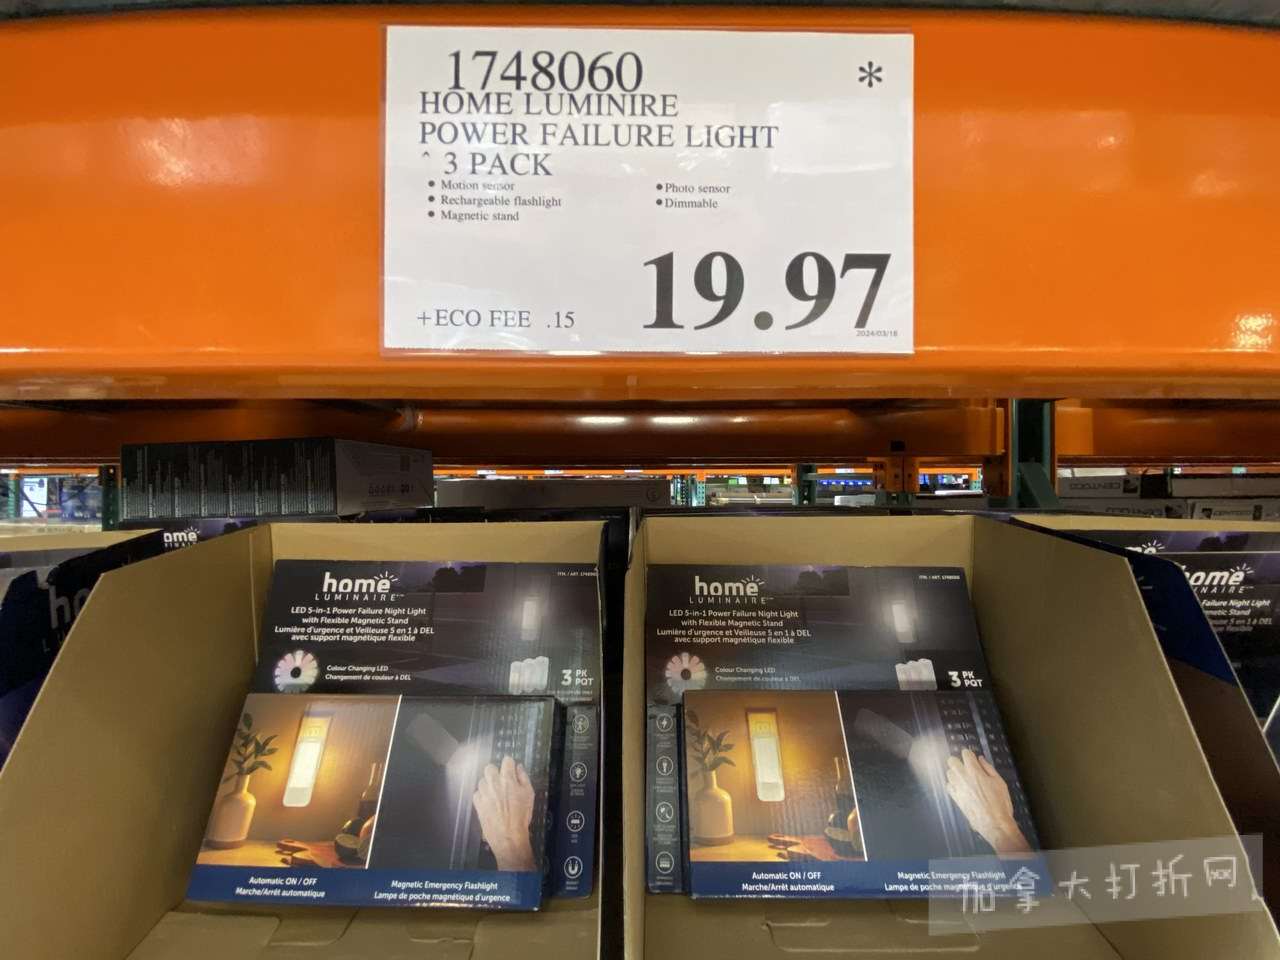 1748060
*
HOME LUMINIRE
POWER FAILURE LIGHT
^ 3 PACK
• Motion sensor
• Rechargeable flashlight
• Magnetic stand
• Photo sensor
• Dimmable
+ECO FEE .15
19.97
2024/03/18
home
LUMINAIRE
LED 5-in-1 Power Failure Night Light
with Flexible Magnetic Stand
Lumière d'urgence et Veilleuse 5 en 1 à DEL
avec support magnétique flexible
Colour Changing LED
Changement de couleur à DEL
3 PK
PQT
Automatic ON / OFF
Marche/Arrêt automatique
Magnetic Emergency Flashlight
Lampe de poche magnétique d'urgence
home
LUMINAIRE
LED 5-in-1 Power Failure Night Light
with Flexible Magnetic Stand
Lumière d'urgence et Veilleuse 5 en 1 à DEL
avec support magnétique flexible
Colour Changing LED
Changement de couleur à DEL
3 PK
PQT
Automatic ON / OFF
Marche/Arrêt automatique
Magnetic Emergency Flashlight
Lampe de poche magnétique d'urgence
home
加拿大打折网